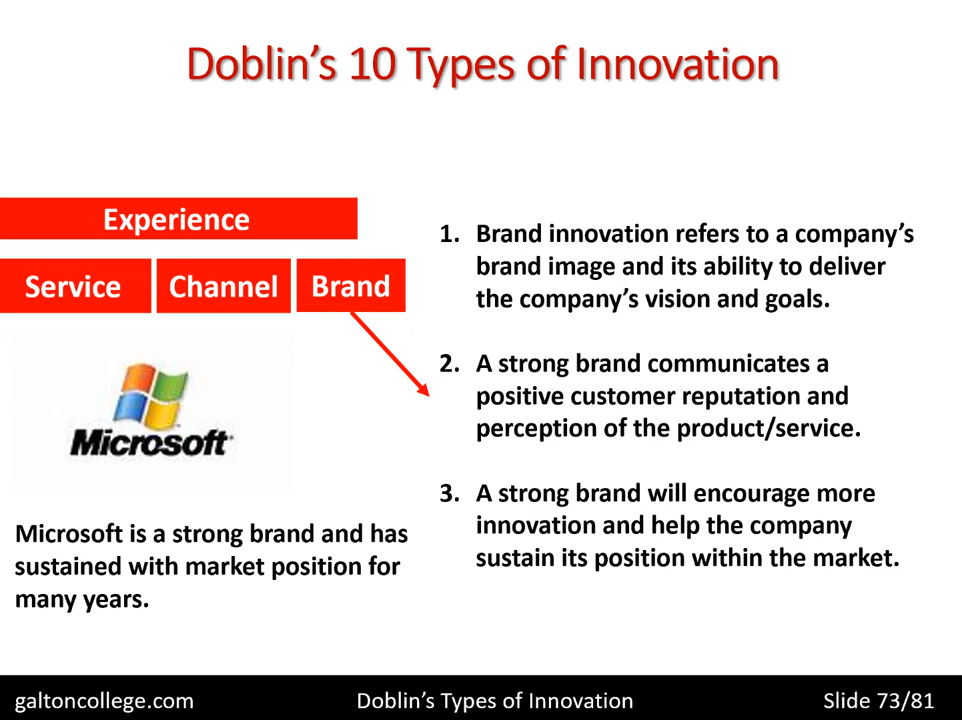 Doblin’s 10 Types of Innovation
Experience
Service Channel Brand
Microsoft
Microsoft is a strong brand and has
sustained with market position for
many years.
1. Brand innovation refers to a company’s
brand image and its ability to deliver
the company’s vision and goals.
2. A strong brand communicates a
positive customer reputation and
perception of the product/service.
3. A strong brand will encourage more
innovation and help the company
sustain its position within the market.
galtoncollege.com Doblin’s Types of Innovation Slide 73/81